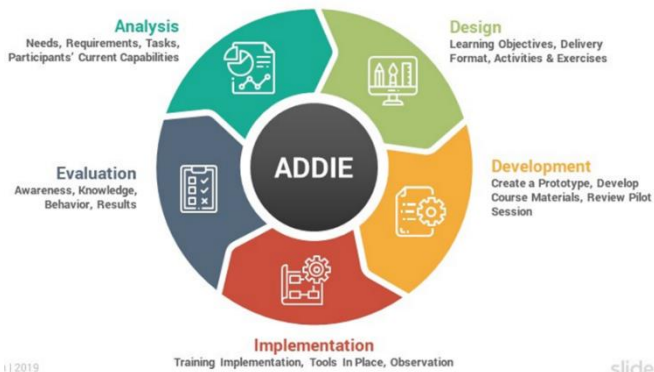 Analysis
Needs, Requirements, Tasks,
Participants' Current Capabilities
Design
Learning Objectives, Delivery
Format, Activities & Exercises
ADDIE
Evaluation
Awareness, Knowledge,
Behavior, Results
Development
Create a Prototype, Develop
Course Materials, Review Pilot
Session
Implementation
Training Implementation, Tools In Place, Observation
| 2019
slide